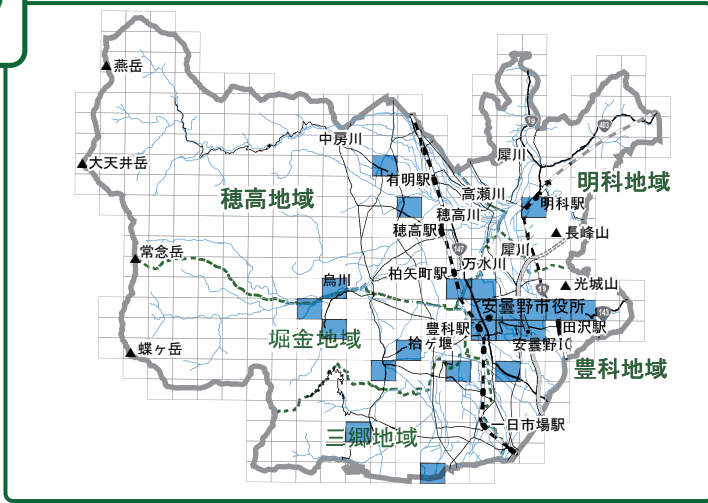 燕岳
19
403
中房川
犀川
大天井岳
有明駅
明科地域
高瀬川
穂高地域
明科駅
穂高川
穂高駅
長峰山
147
犀川
常念岳
万水川
柏矢町駅
烏川
光城山
安曇野市役所
田沢駅
豊科駅
堀金地域
拾ケ堰
安曇野IC
蝶ヶ岳
豊科地域
一日市場駅
三郷地域